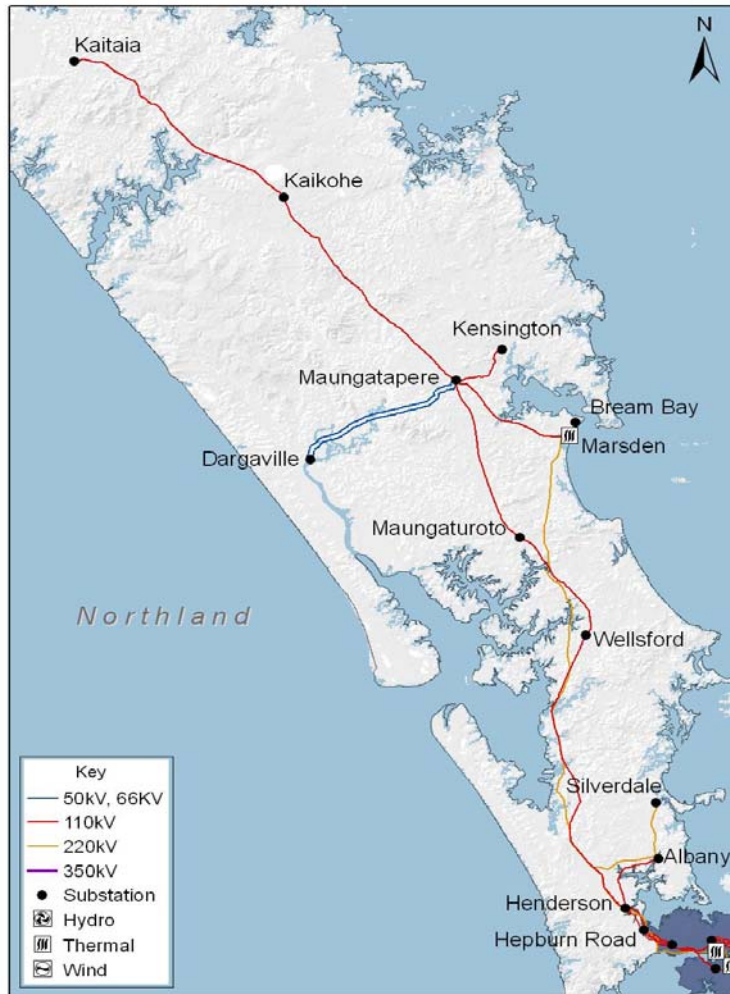 N
Kaitaia
Kaikohe
Kensington
Maungatapere
Bream Bay
Marsden
Dargaville
Maungaturoto
Northland
Wellsford
Silverdale
Albany
Henderson
Hepburn Road
Key
50kV, 66KV
110kV
220kV
350kV
Substation
Hydro
Thermal
Wind